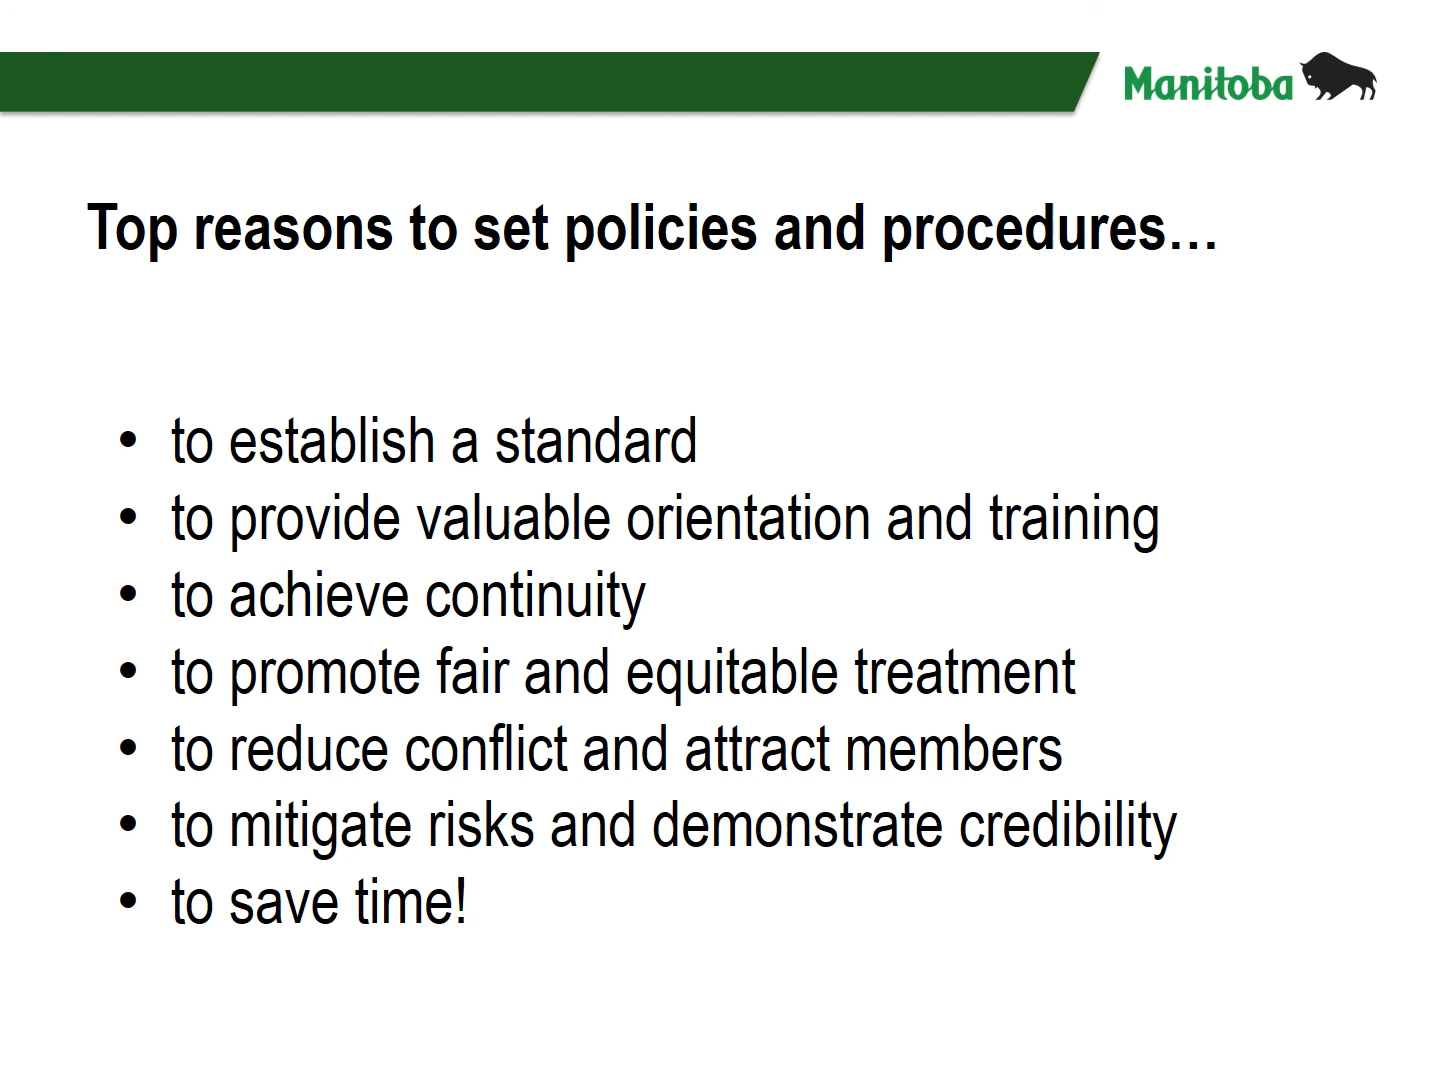 Manitoba
Top reasons to set policies and procedures…
• to establish a standard
• to provide valuable orientation and training
• to achieve continuity
• to promote fair and equitable treatment
• to reduce conflict and attract members
• to mitigate risks and demonstrate credibility
• to save time!